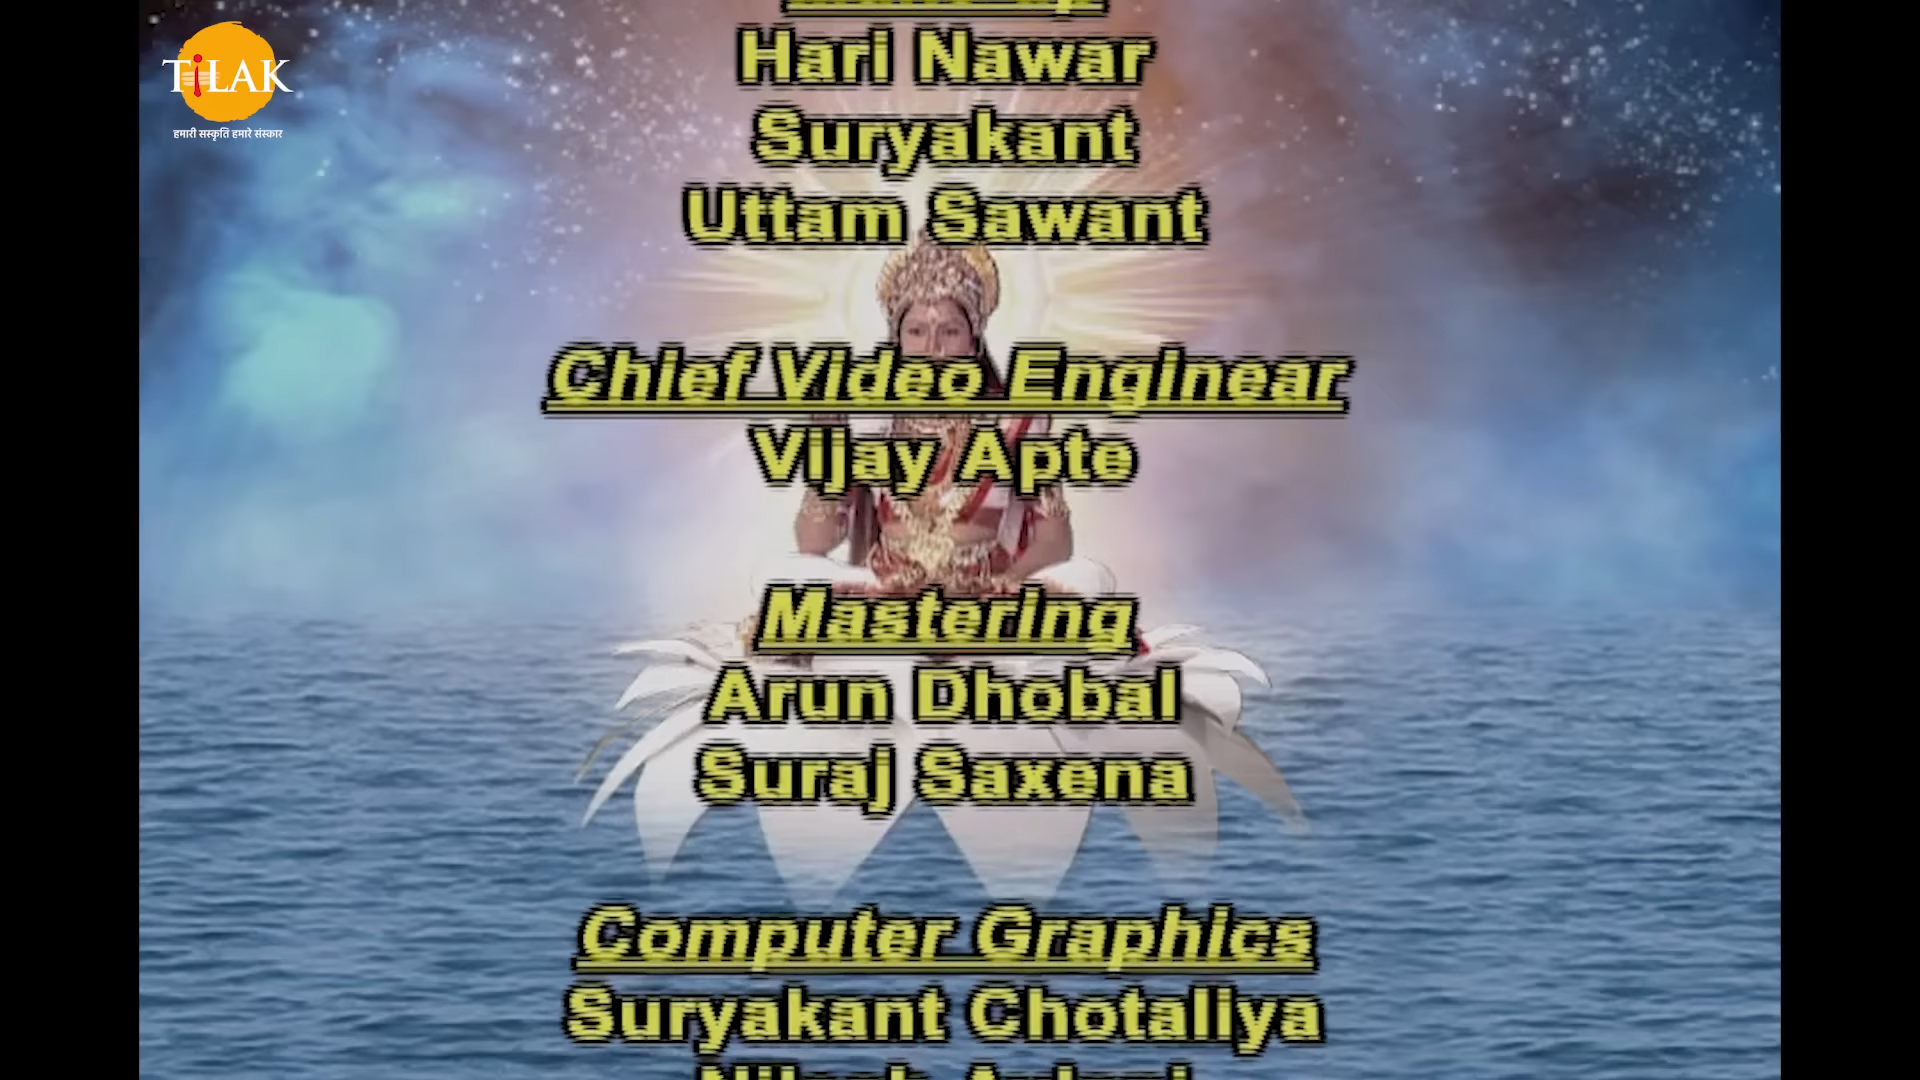 TiLAK
हमारी संस्कृति हमारे संस्कार
Hari Nawar
Suryakant
Uttam Sawant
Chief Video Enginear
Vijay Apte
Mastering
Arun Dhobal
Suraj Saxena
Computer Graphics
Suryakant Chotaliya